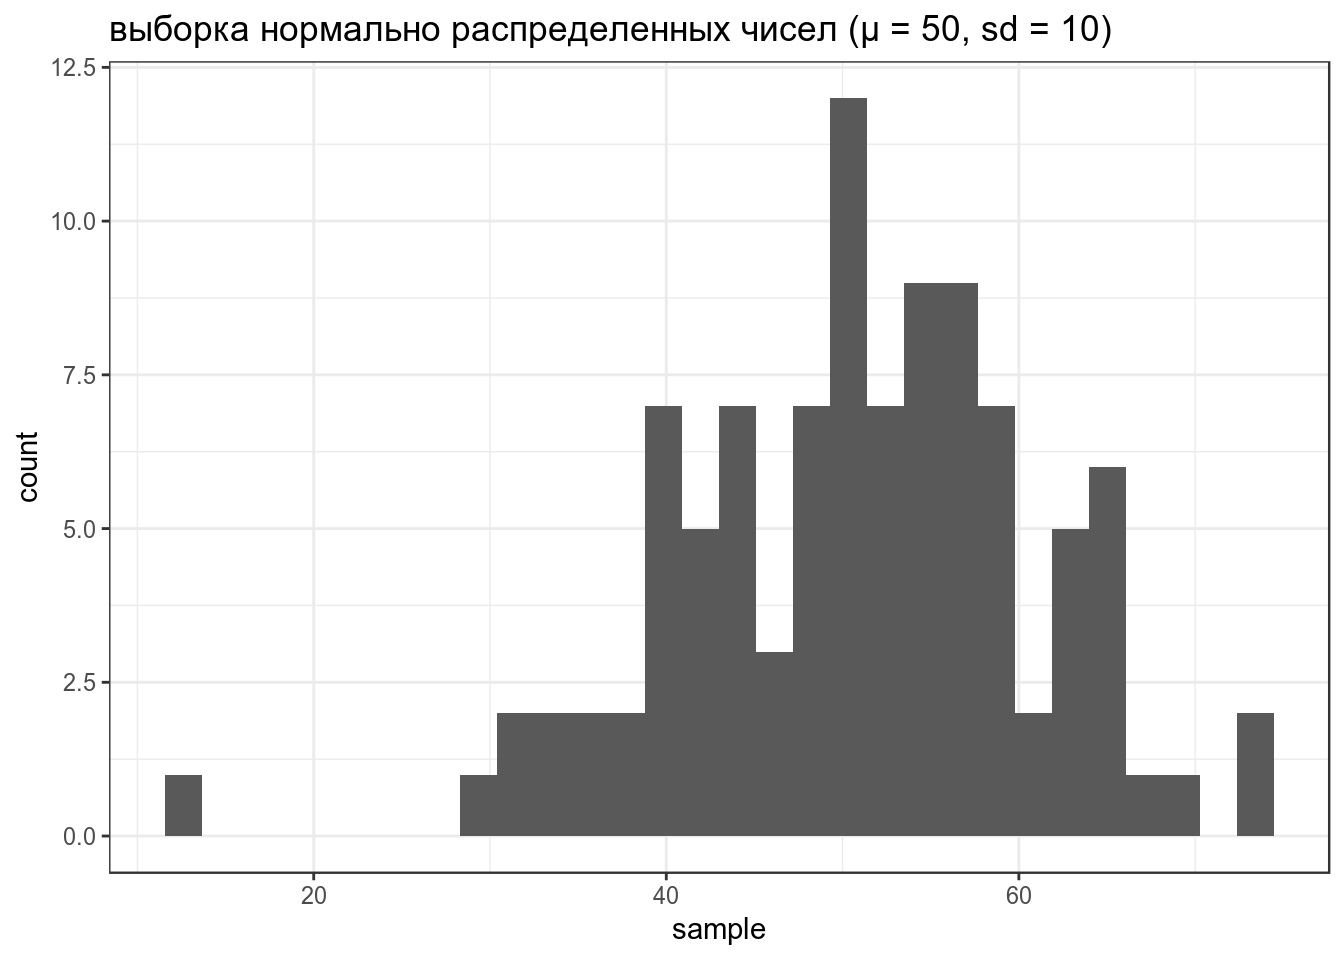 выборка нормально распределенных чисел (μ = 50, sd = 10)
12.5
10.0
7.5
5.0
2.5
0.0
count
20 40 60
sample